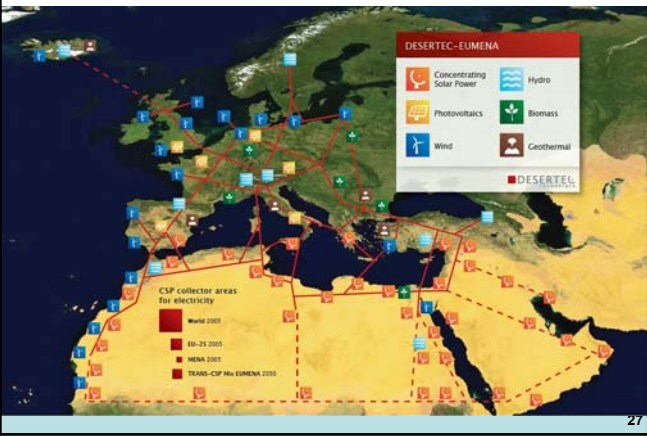 DESERTEC-EUMENA
Concentrating
Solar Power
Hydro
Photovoltaics
Biomass
Wind
Geothermal
DESERTEC
CSP collector areas
for electricity
World 2005
EU-25 2005
MENA 2005
TRANS-CSP Mix EUMENA 2050
27